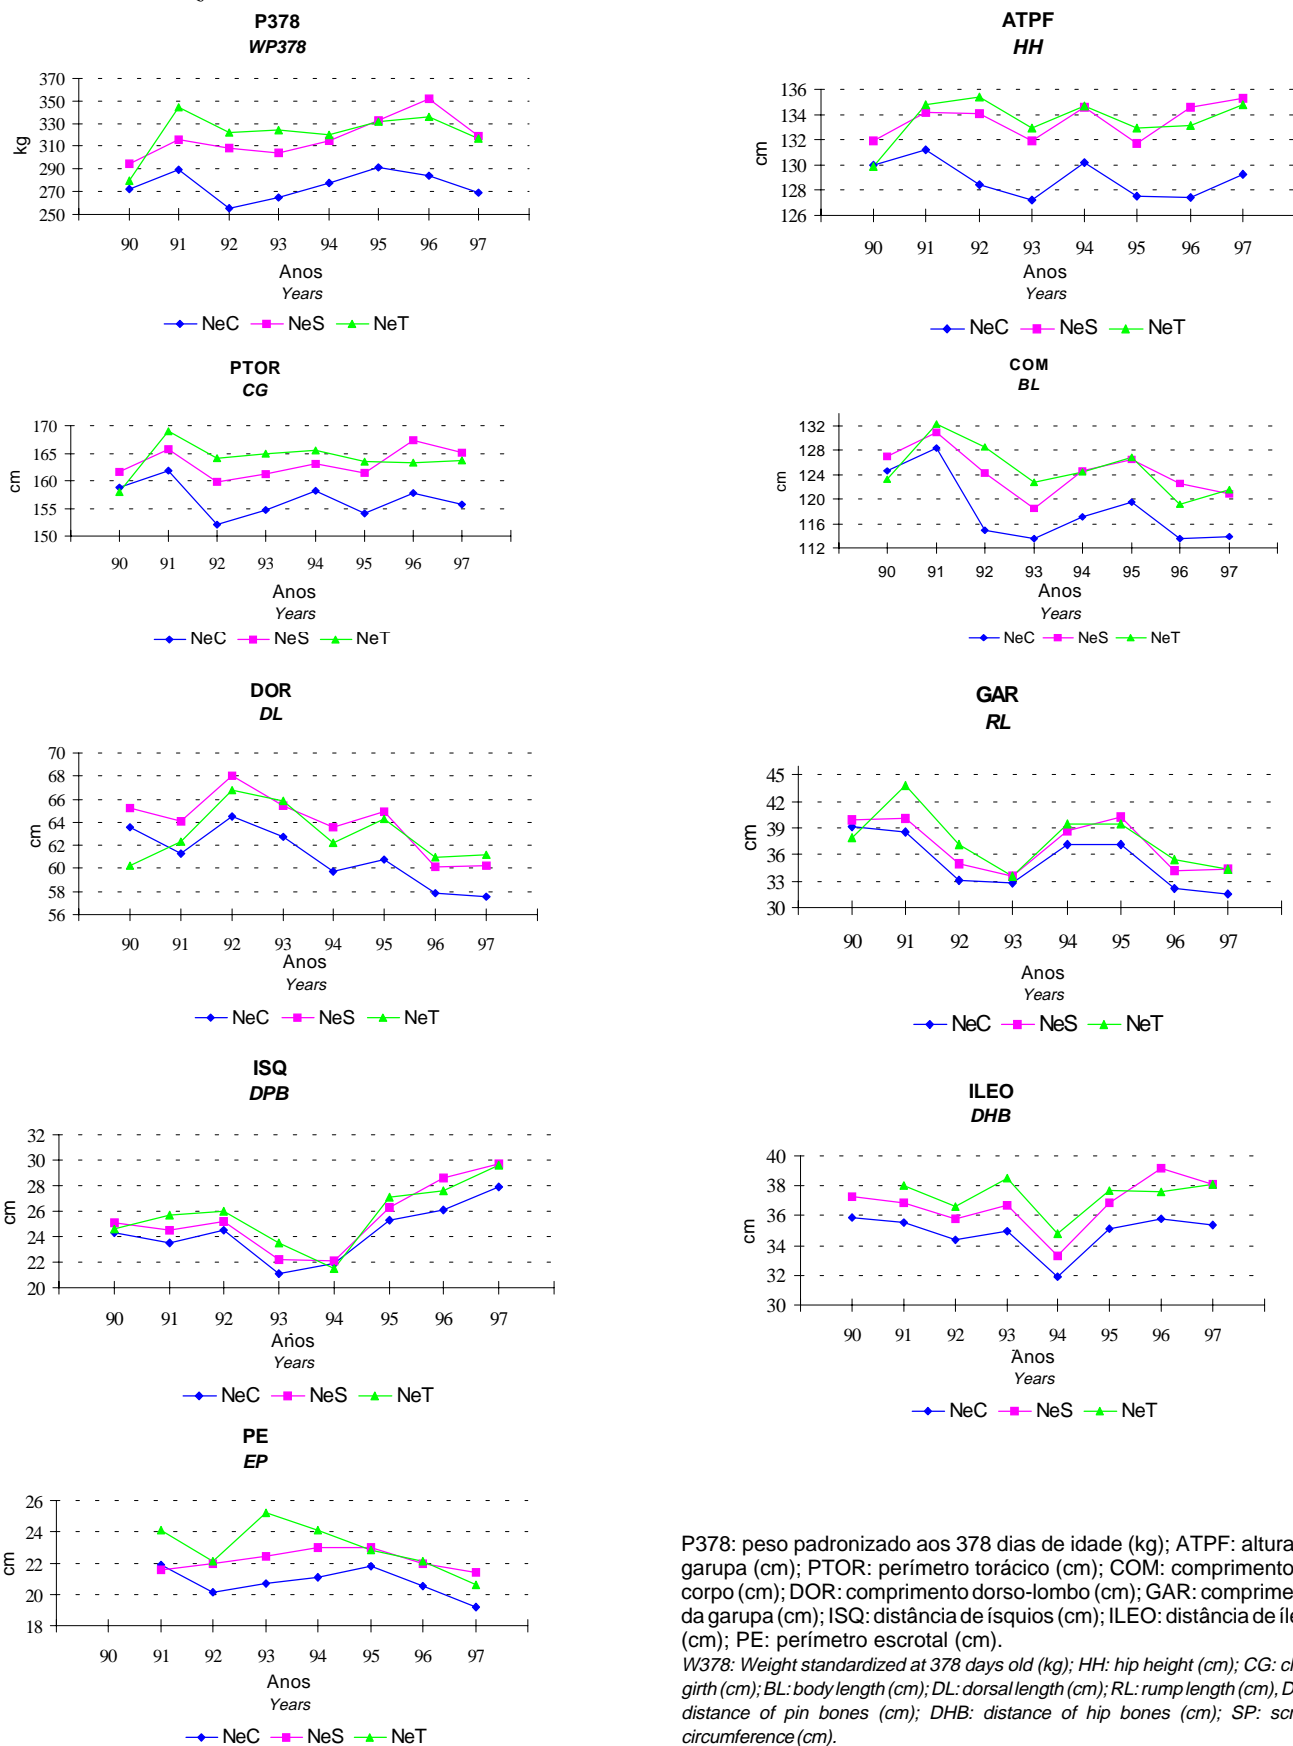 P378
WP378
370
350
330
310
290
270
250
kg
90 91 92 93 94 95 96 97
Anos
Years
NeC NeS NeT
ATPF
HH
136
134
132
130
128
126
cm
90 91 92 93 94 95 96 97
Anos
Years
NeC NeS NeT
PTOR
CG
170
165
160
155
150
cm
90 91 92 93 94 95 96 97
Anos
Years
NeC NeS NeT
COM
BL
132
128
124
120
116
112
cm
90 91 92 93 94 95 96 97
Anos
Years
NeC NeS NeT
DOR
DL
70
68
66
64
62
60
58
56
cm
90 91 92 93 94 95 96 97
Anos
Years
NeC NeS NeT
GAR
RL
45
42
39
36
33
30
cm
90 91 92 93 94 95 96 97
Anos
Years
NeC NeS NeT
ISQ
DPB
32
30
28
26
24
22
20
cm
90 91 92 93 94 95 96 97
Anos
Years
NeC NeS NeT
ILEO
DHB
40
38
36
34
32
30
cm
90 91 92 93 94 95 96 97
Anos
Years
NeC NeS NeT
PE
EP
26
24
22
20
18
cm
90 91 92 93 94 95 96 97
Anos
Years
NeC NeS NeT
P378: peso padronizado aos 378 dias de idade (kg); ATPF: altura
garupa (cm); PTOR: perímetro torácico (cm); COM: comprimento
corpo (cm); DOR: comprimento dorso-lombo (cm); GAR: comprime
da garupa (cm); ISQ: distância de ísquios (cm); ILEO: distância de íle
(cm); PE: perímetro escrotal (cm).
W378: Weight standardized at 378 days old (kg); HH: hip height (cm); CG: c
girth (cm); BL: body length (cm); DL: dorsal length (cm); RL: rump length (cm), D
distance of pin bones (cm); DHB: distance of hip bones (cm); SP: scr
circumference (cm).